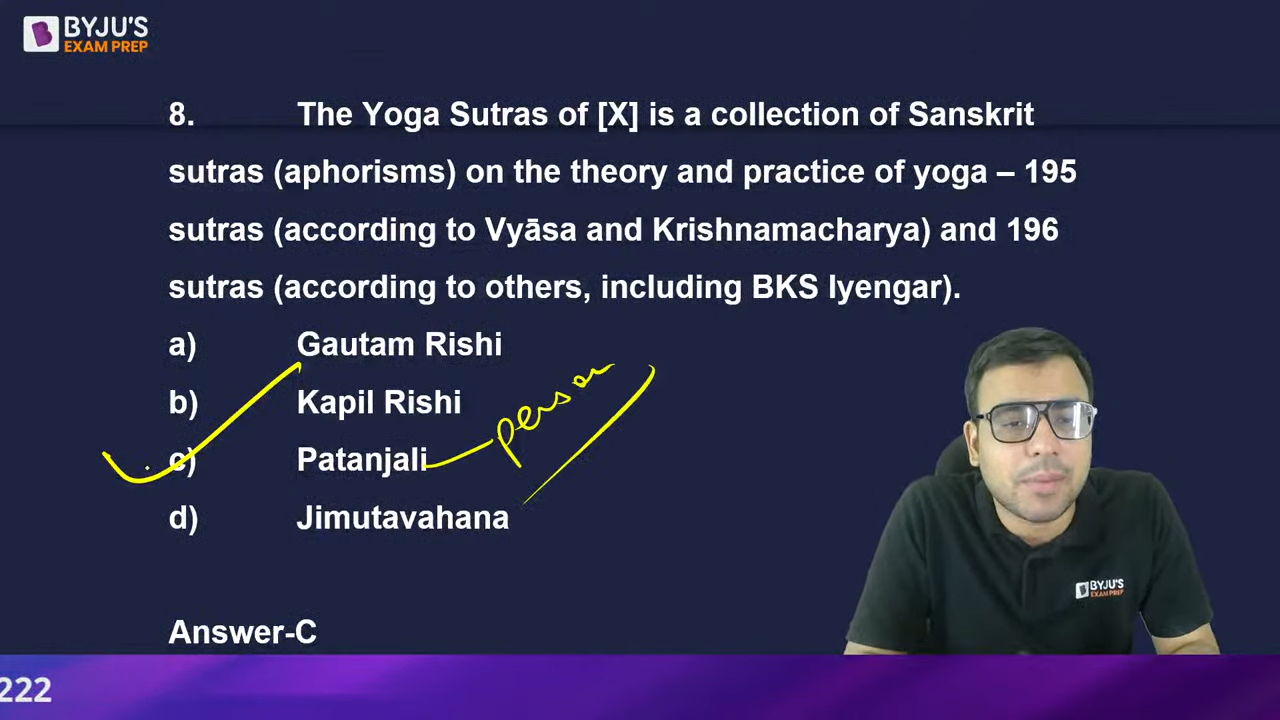 BYJU'S
EXAM PREP
8. The Yoga Sutras of [X] is a collection of Sanskrit
sutras (aphorisms) on the theory and practice of yoga – 195
sutras (according to Vyāsa and Krishnamacharya) and 196
sutras (according to others, including BKS Iyengar).
a) Gautam Rishi
b) Kapil Rishi
c) Patanjali
person
d) Jimutavahana
Answer-C
BYJU'S
EXAM PREP
222